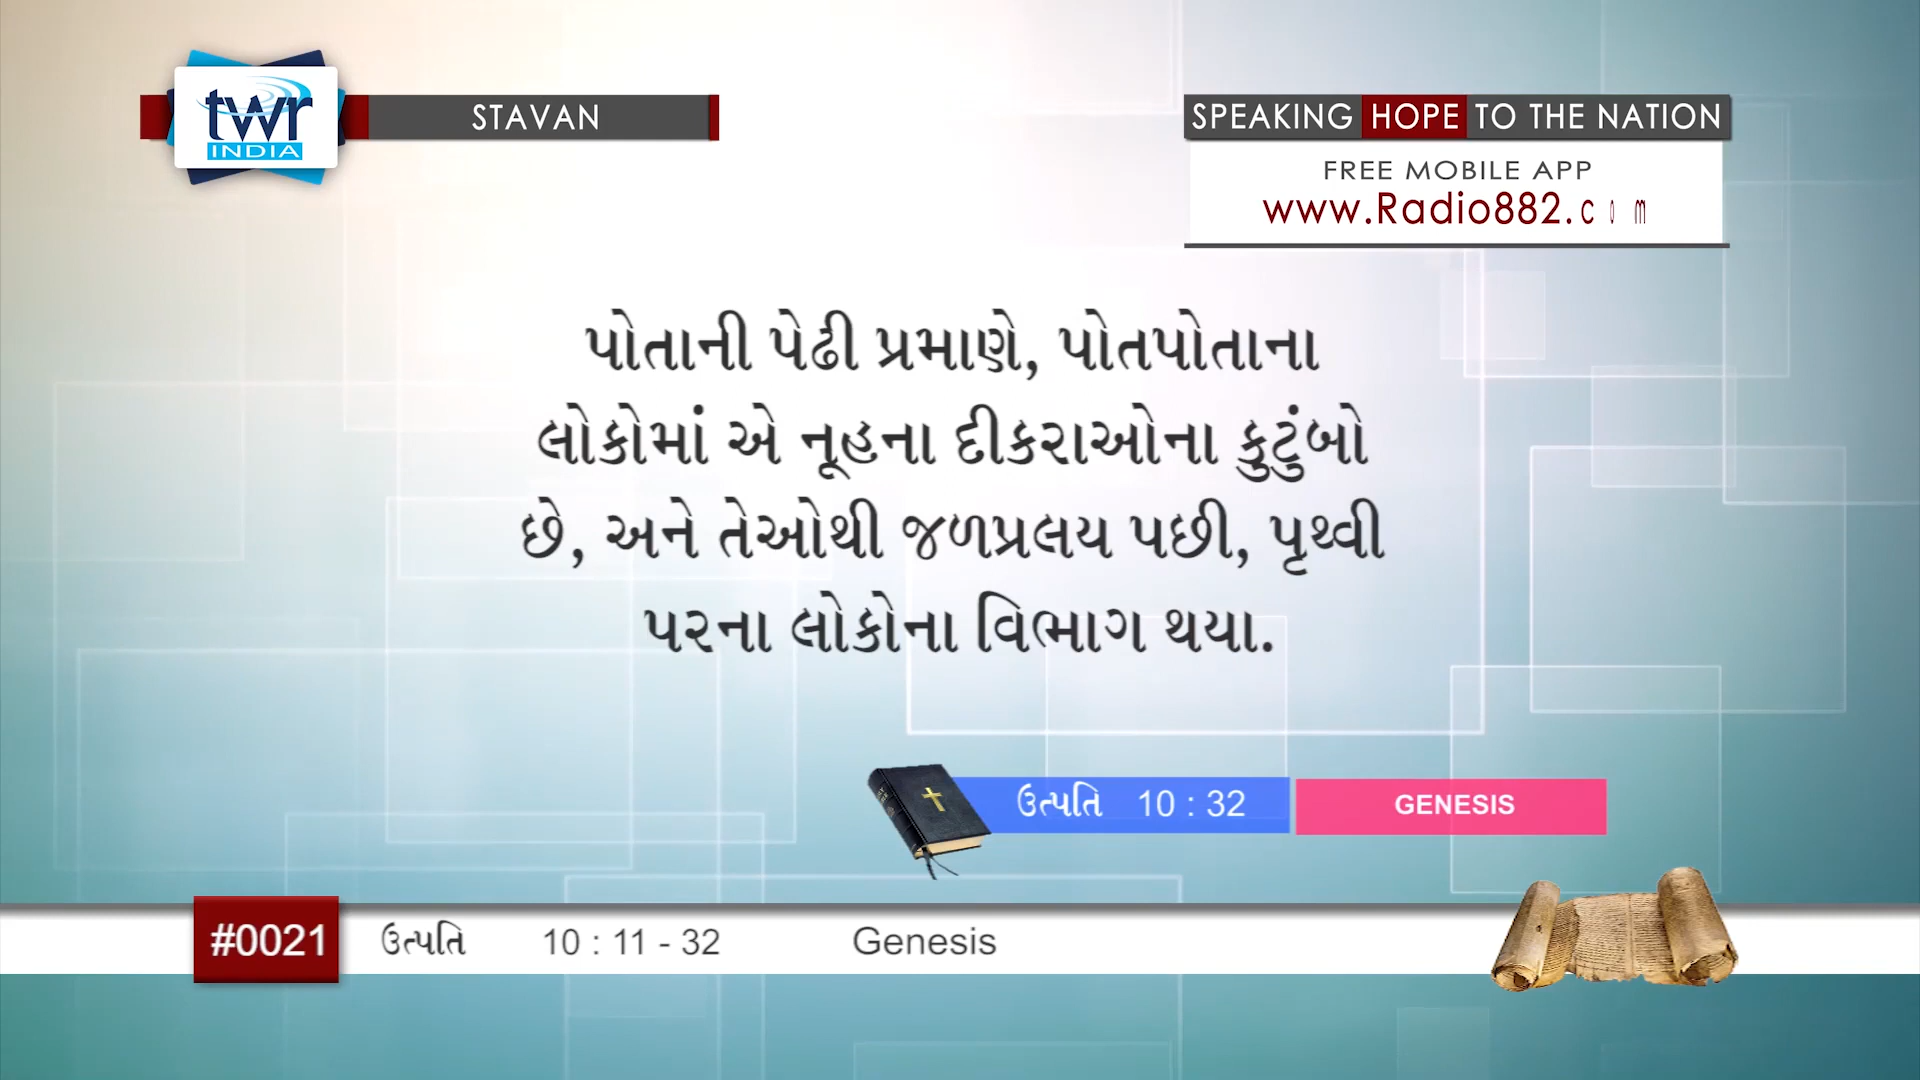 twr
INDIA
STAVAN
SPEAKING HOPE TO THE NATION
FREE MOBILE APP
www.Radio882.com
પોતાની પેઢી પ્રમાણે, પોતપોતાના
લોકોમાં એ નૂહના દીકરાઓના કુટુંબો
છે, અને તેઓથી જળપ્રલય પછી, પૃથ્વી
પરના લોકોના વિભાગ થયા.
ઉત્પતિ 10 : 32
GENESIS
#0021 ઉત્પતિ 10 : 11 - 32 Genesis